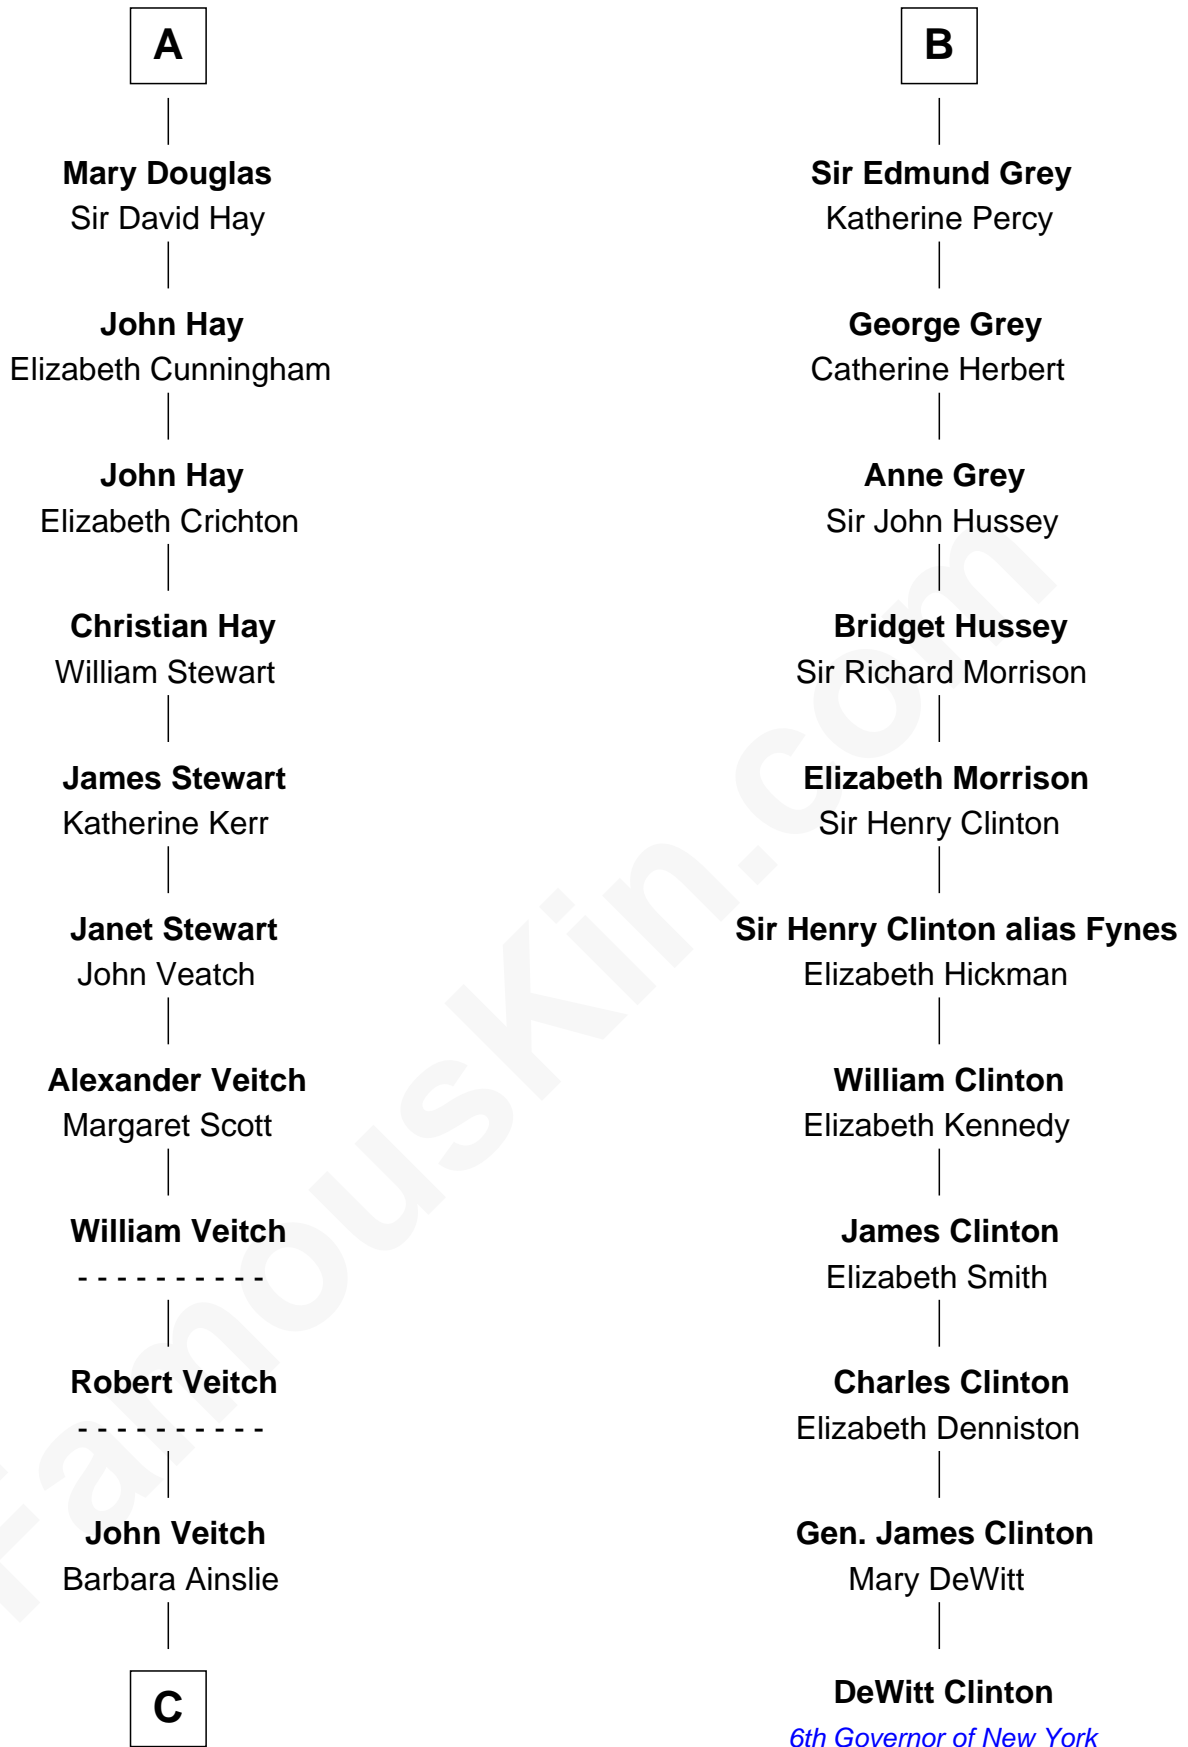 A
Mary Douglas
Sir David Hay
John Hay
Elizabeth Cunningham
John Hay
Elizabeth Crichton
Christian Hay
William Stewart
James Stewart
Katherine Kerr
Janet Stewart
John Veatch
Alexander Veitch
Margaret Scott
William Veitch
- - - - - - - - - -
Robert Veitch
- - - - - - - - - -
John Veitch
Barbara Ainslie
C
B
Sir Edmund Grey
Katherine Percy
George Grey
Catherine Herbert
Anne Grey
Sir John Hussey
Bridget Hussey
Sir Richard Morrison
Elizabeth Morrison
Sir Henry Clinton
Sir Henry Clinton alias Fynes
Elizabeth Hickman
William Clinton
Elizabeth Kennedy
James Clinton
Elizabeth Smith
Charles Clinton
Elizabeth Denniston
Gen. James Clinton
Mary DeWitt
DeWitt Clinton
6th Governor of New York
FamousKin.com